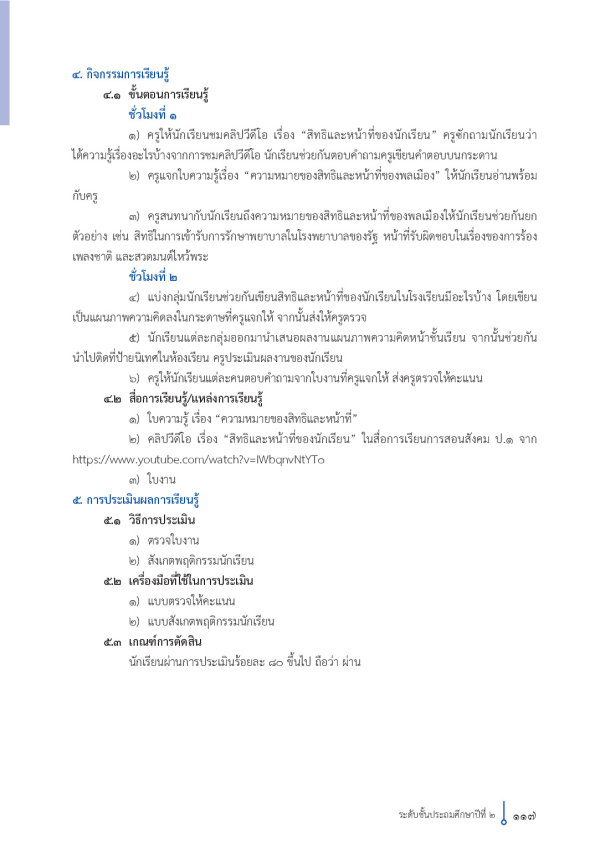 ๔. กิจกรรมการเรียนรู้
๔.๑ ขั้นตอนการเรียนรู้
ชั่วโมงที่ ๑
๑) ครูให้นักเรียนชมคลิปวีดีโอ เรื่อง “สิทธิและหน้าที่ของนักเรียน” ครูซักถามนักเรียนว่า
ได้ความรู้เรื่องอะไรบ้างจากการชมคลิปวีดีโอ นักเรียนช่วยกันตอบคำถามครูเขียนคำตอบบนกระดาน
๒) ครูแจกใบความรู้เรื่อง “ความหมายของสิทธิและหน้าที่ของพลเมือง” ให้นักเรียนอ่านพร้อม
กับครู
๓) ครูสนทนากับนักเรียนถึงความหมายของสิทธิและหน้าที่ของพลเมืองให้นักเรียนช่วยกันยก
ตัวอย่าง เช่น สิทธิในการเข้ารับการรักษาพยาบาลในโรงพยาบาลของรัฐ หน้าที่รับผิดชอบในเรื่องของการร้อง
เพลงชาติ และสวดมนต์ไหว้พระ
ชั่วโมงที่ ๒
๔) แบ่งกลุ่มนักเรียนช่วยกันเขียนสิทธิและหน้าที่ของนักเรียนในโรงเรียนมีอะไรบ้าง โดยเขียน
เป็นแผนภาพความคิดลงในกระดาษที่ครูแจกให้ จากนั้นส่งให้ครูตรวจ
๕) นักเรียนแต่ละกลุ่มออกมานำเสนอผลงานแผนภาพความคิดหน้าชั้นเรียน จากนั้นช่วยกัน
นำไปติดที่ป้ายนิเทศในห้องเรียน ครูประเมินผลงานของนักเรียน
๖) ครูให้นักเรียนแต่ละคนตอบคำถามจากใบงานที่ครูแจกให้ ส่งครูตรวจให้คะแนน
๔.๒ สื่อการเรียนรู้/แหล่งการเรียนรู้
๑) ใบความรู้ เรื่อง “ความหมายของสิทธิและหน้าที่”
๒) คลิปวีดีโอ เรื่อง “สิทธิและหน้าที่ของนักเรียน” ในสื่อการเรียนการสอนสังคม ป.๑ จาก
https://www.youtube.com/watch?v=IWbqnvNtYTo
๓) ใบงาน
๕. การประเมินผลการเรียนรู้
๕.๑ วิธีการประเมิน
๑) ตรวจใบงาน
๒) สังเกตพฤติกรรมนักเรียน
๕.๒ เครื่องมือที่ใช้ในการประเมิน
๑) แบบตรวจให้คะแนน
๒) แบบสังเกตพฤติกรรมนักเรียน
๕.๓ เกณฑ์การตัดสิน
นักเรียนผ่านการประเมินร้อยละ ๘๐ ขึ้นไป ถือว่า ผ่าน
ระดับชั้นประถมศึกษาปีที่ ๒ ๑๑๗